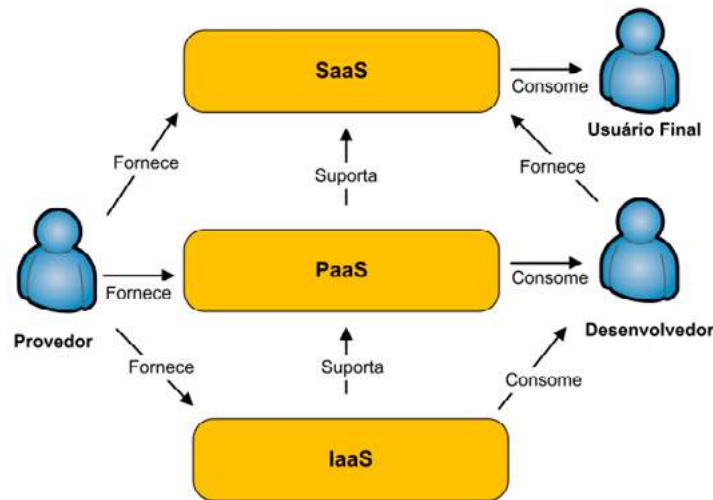 SaaS
Consome
Usuário Final
Fornece
Suporta
Fornece
PaaS
Fornece
Consome
Provedor
Desenvolvedor
Fornece
Suporta
Consome
IaaS